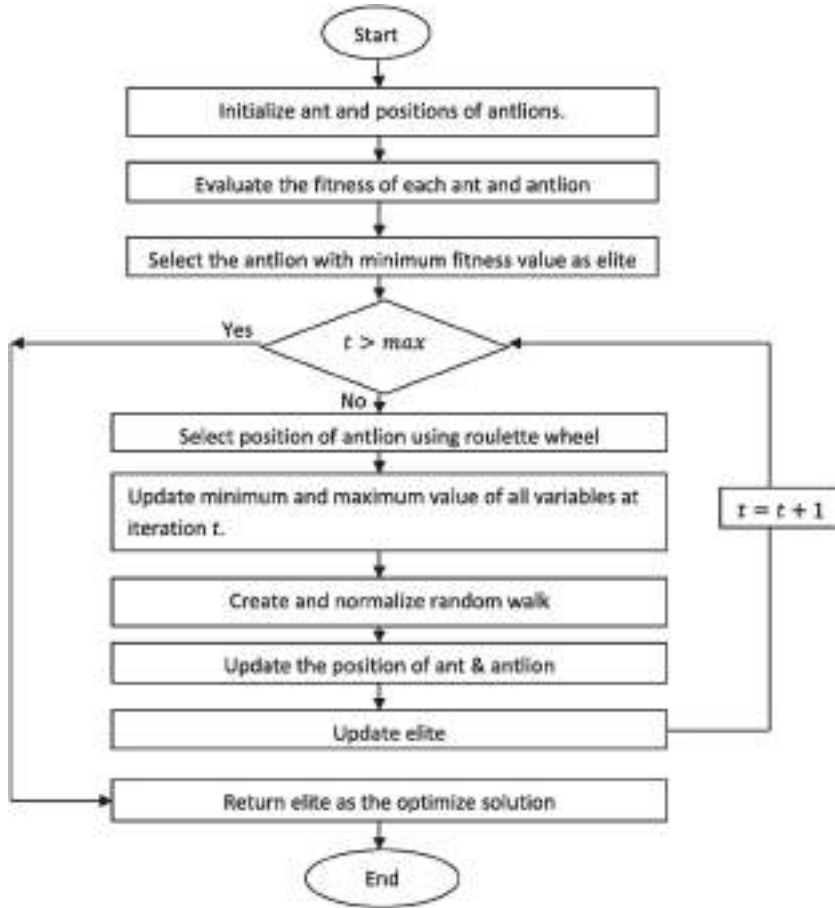 Start
Initialize ant and positions of antlions.
Evaluate the fitness of each ant and antlion
Select the antlion with minimum fitness value as elite
Yes
t > max
No
Select position of antlion using roulette wheel
Update minimum and maximum value of all variables at
iteration t.
t = t + 1
Create and normalize random walk
Update the position of ant & antlion
Update elite
Return elite as the optimize solution
End